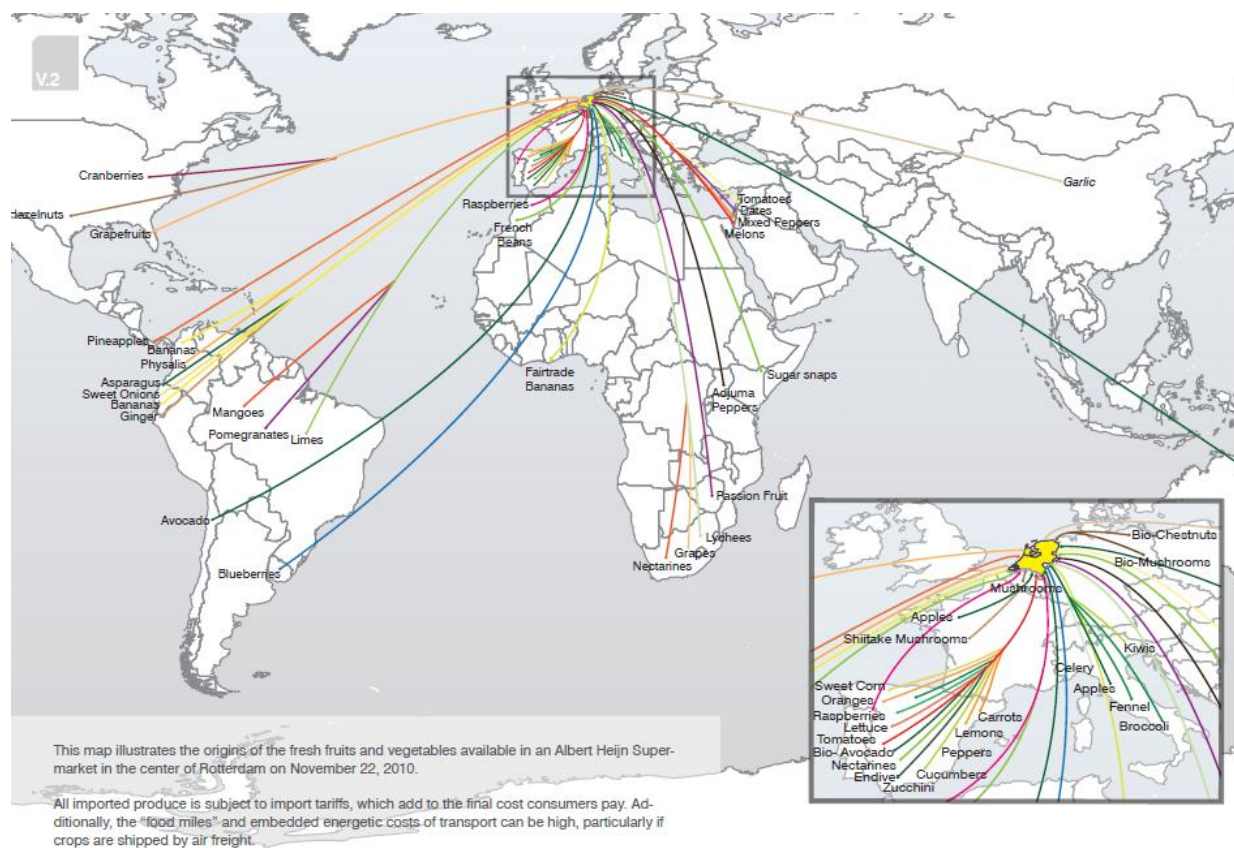 V.2
Cranberries
Hazelnuts
Grapefruits
Raspberries
French
Beans
Tomatoes
Dates
Mixed Peppers
Melons
Garlic
Pineapples
Bananas
Physalis
Asparagus
Sweet Onions
Bananas
Ginger
Mangoes
Pomegranates
Limes
Fairtrade
Bananas
Sugar snaps
Adjuma
Peppers
Avocado
Blueberries
Passion Fruit
Lychees
Grapes
Nectarines
Bio-Chestnuts
Bio-Mushrooms
Mushrooms
Apples
Shiitake Mushrooms
Kiwis
Celery
Apples
Fennel
Broccoli
Sweet Corn
Oranges
Raspberries
Lettuce
Tomatoes
Bio- Avocado
Nectarines
Endive
Zucchini
Cucumbers
Peppers
Lemons
Carrots
This map illustrates the origins of the fresh fruits and vegetables available in an Albert Heijn Super-
market in the center of Rotterdam on November 22, 2010.
All imported produce is subject to import tariffs, which add to the final cost consumers pay. Ad-
ditionally, the "food miles" and embedded energetic costs of transport can be high, particularly if
crops are shipped by air freight.